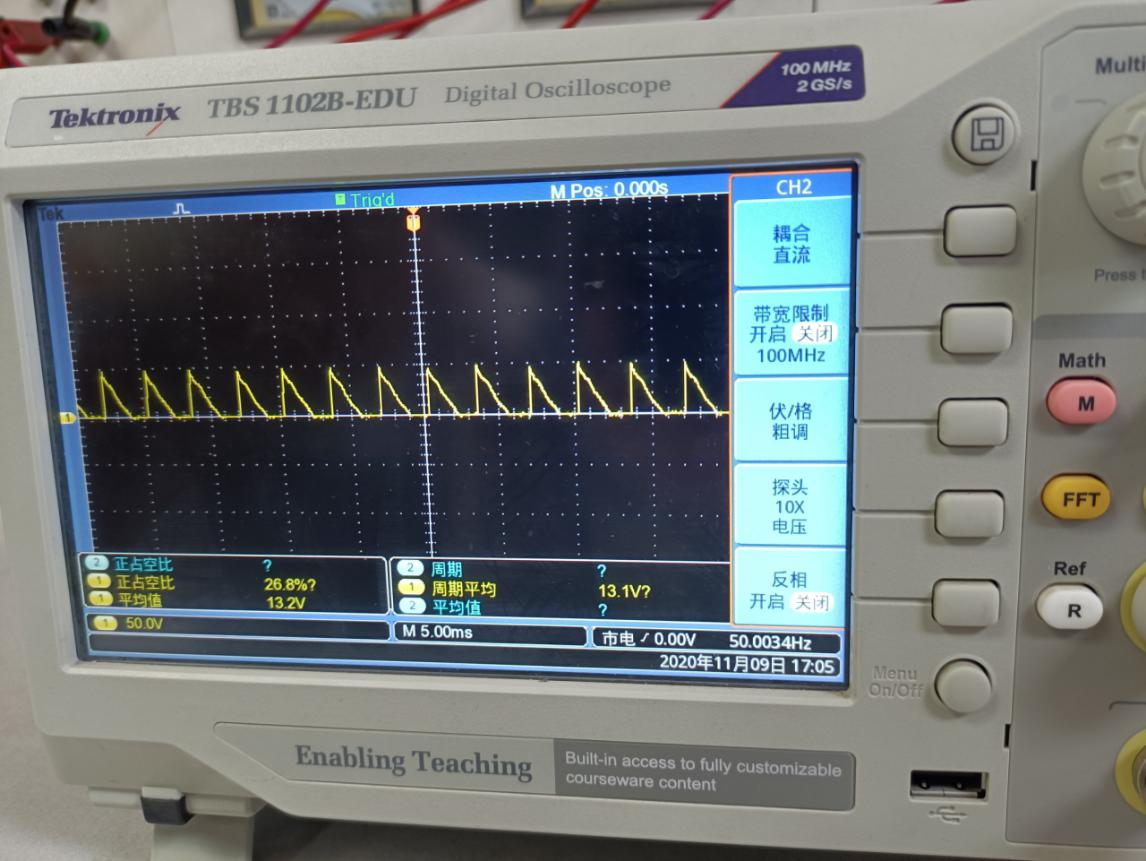 Tektronix TBS 1102B-EDU Digital Oscilloscope
100 MHz
2 GS/s
Multi
Tek
Trig'd
M Pos: 0.000s
CH2
耦合
直流
带宽限制
开启 关闭
100MHz
伏/格
粗调
探头
10X
电压
反相
开启 关闭
2 正占空比 ?
1 正占空比 26.8%?
1 平均值 13.2V
2 周期 ?
1 周期平均 13.1V?
2 平均值 ?
1 50.0V
M 5.00ms
市电 / 0.00V 50.0034Hz
2020年11月09日 17:05
1
Press
Math
M
FFT
Ref
R
Menu
On/Off
Enabling Teaching
Built-in access to fully customizable
courseware content